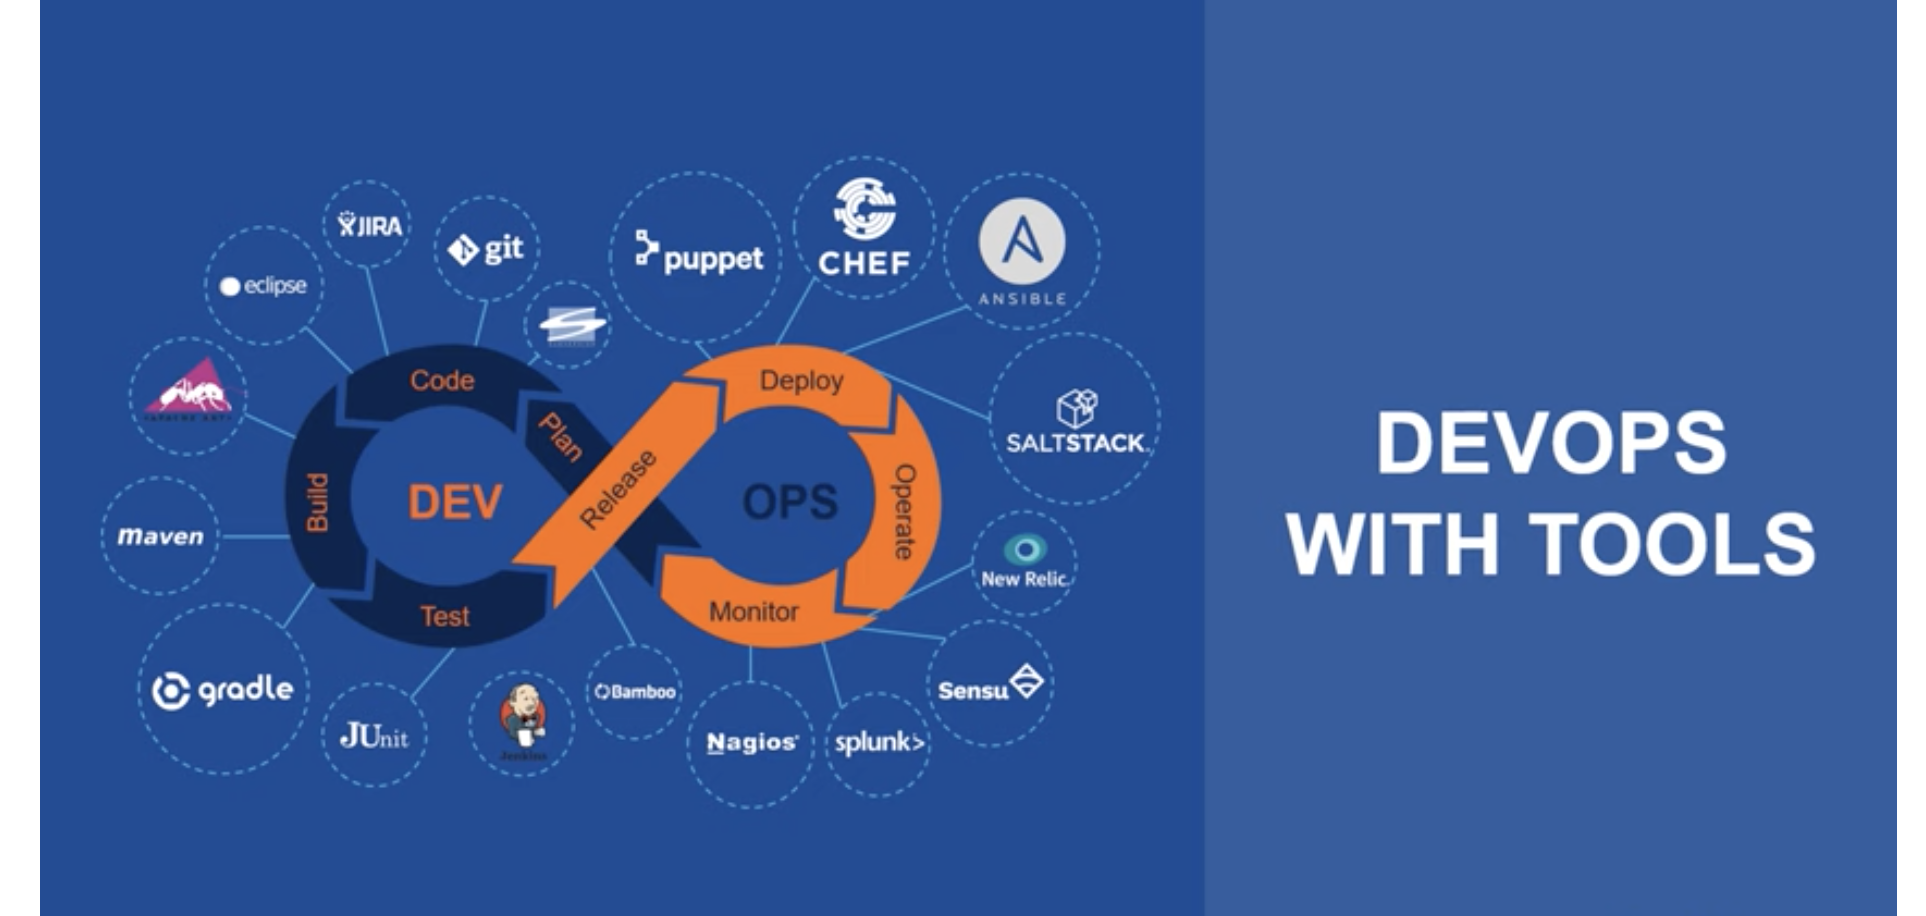 JIRA
git
eclipse
puppet
CHEF
ANSIBLE
SALTSTACK
maven
gradle
JUnit
Jenkins
Bamboo
Nagios
splunk>
Sensu
New Relic.
Code
Plan
Build
Test
DEV
Release
Deploy
Operate
Monitor
OPS
DEVOPS
WITH TOOLS